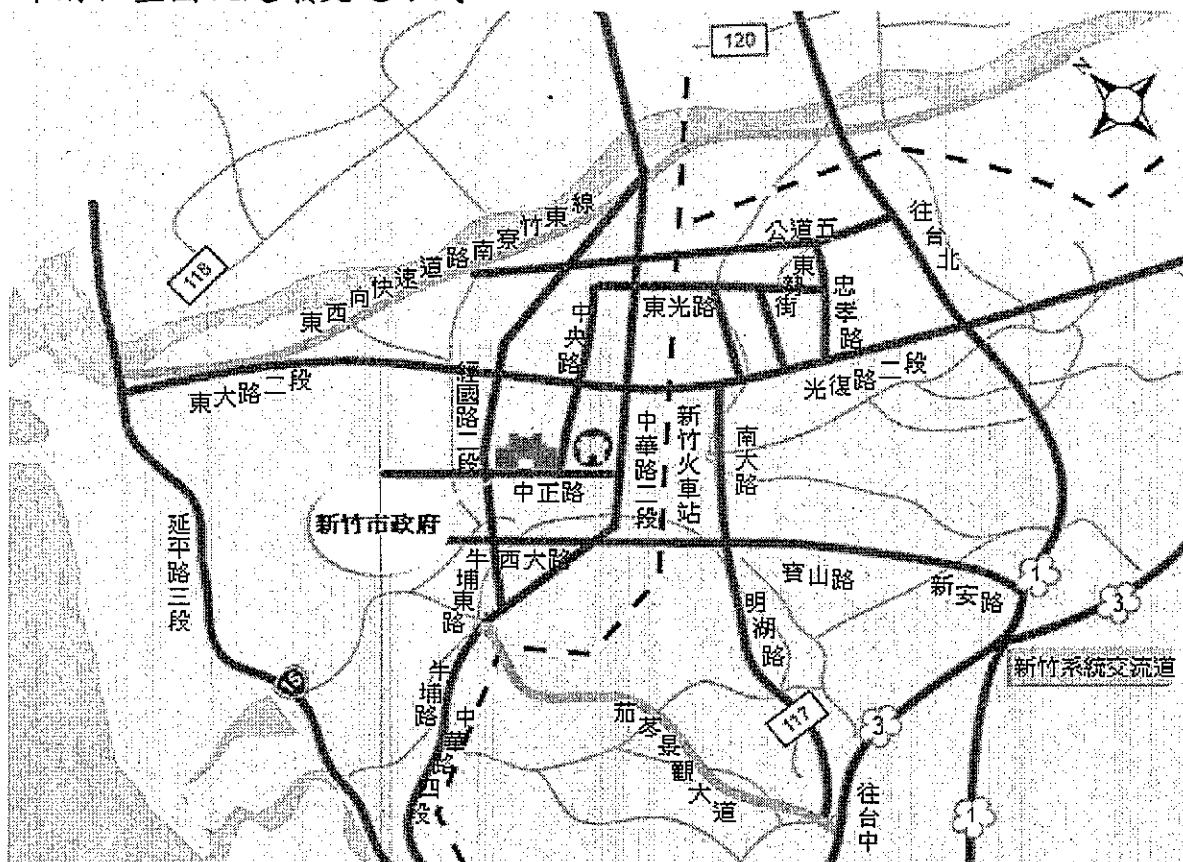 120
往台北
公道五
東西向快速道路南寮竹東線
118
東勢街
忠孝路
東光路
中央路
東大路二段
經國路二段
光復路一段
中華路二段
新竹火車站
南大路
中正路
新竹市政府
延平路三段
西大路
牛埔東路
寶山路
新安路
1
3
明湖路
新竹系統交流道
15
牛埔路
中華路四段
茄苳景觀大道
117
3
往台中
1